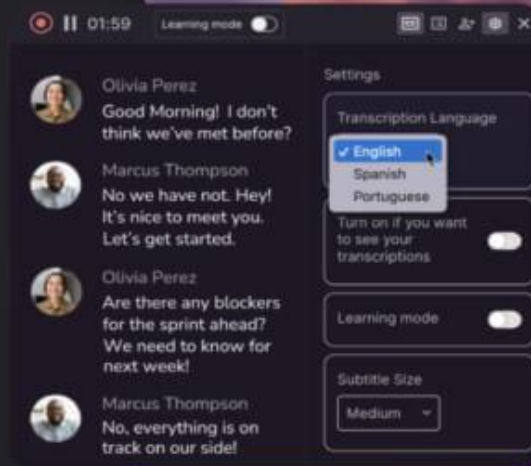 01:59 Learning mode
Olivia Perez
Good Morning! I don't
think we've met before?
Marcus Thompson
No we have not. Hey!
It's nice to meet you.
Let's get started.
Olivia Perez
Are there any blockers
for the sprint ahead?
We need to know for
next week!
Marcus Thompson
No, everything is on
track on our side!
Settings
Transcription Language
✓ English
Spanish
Portuguese
Turn on if you want
to see your
transcriptions
Learning mode
Subtitle Size
Medium